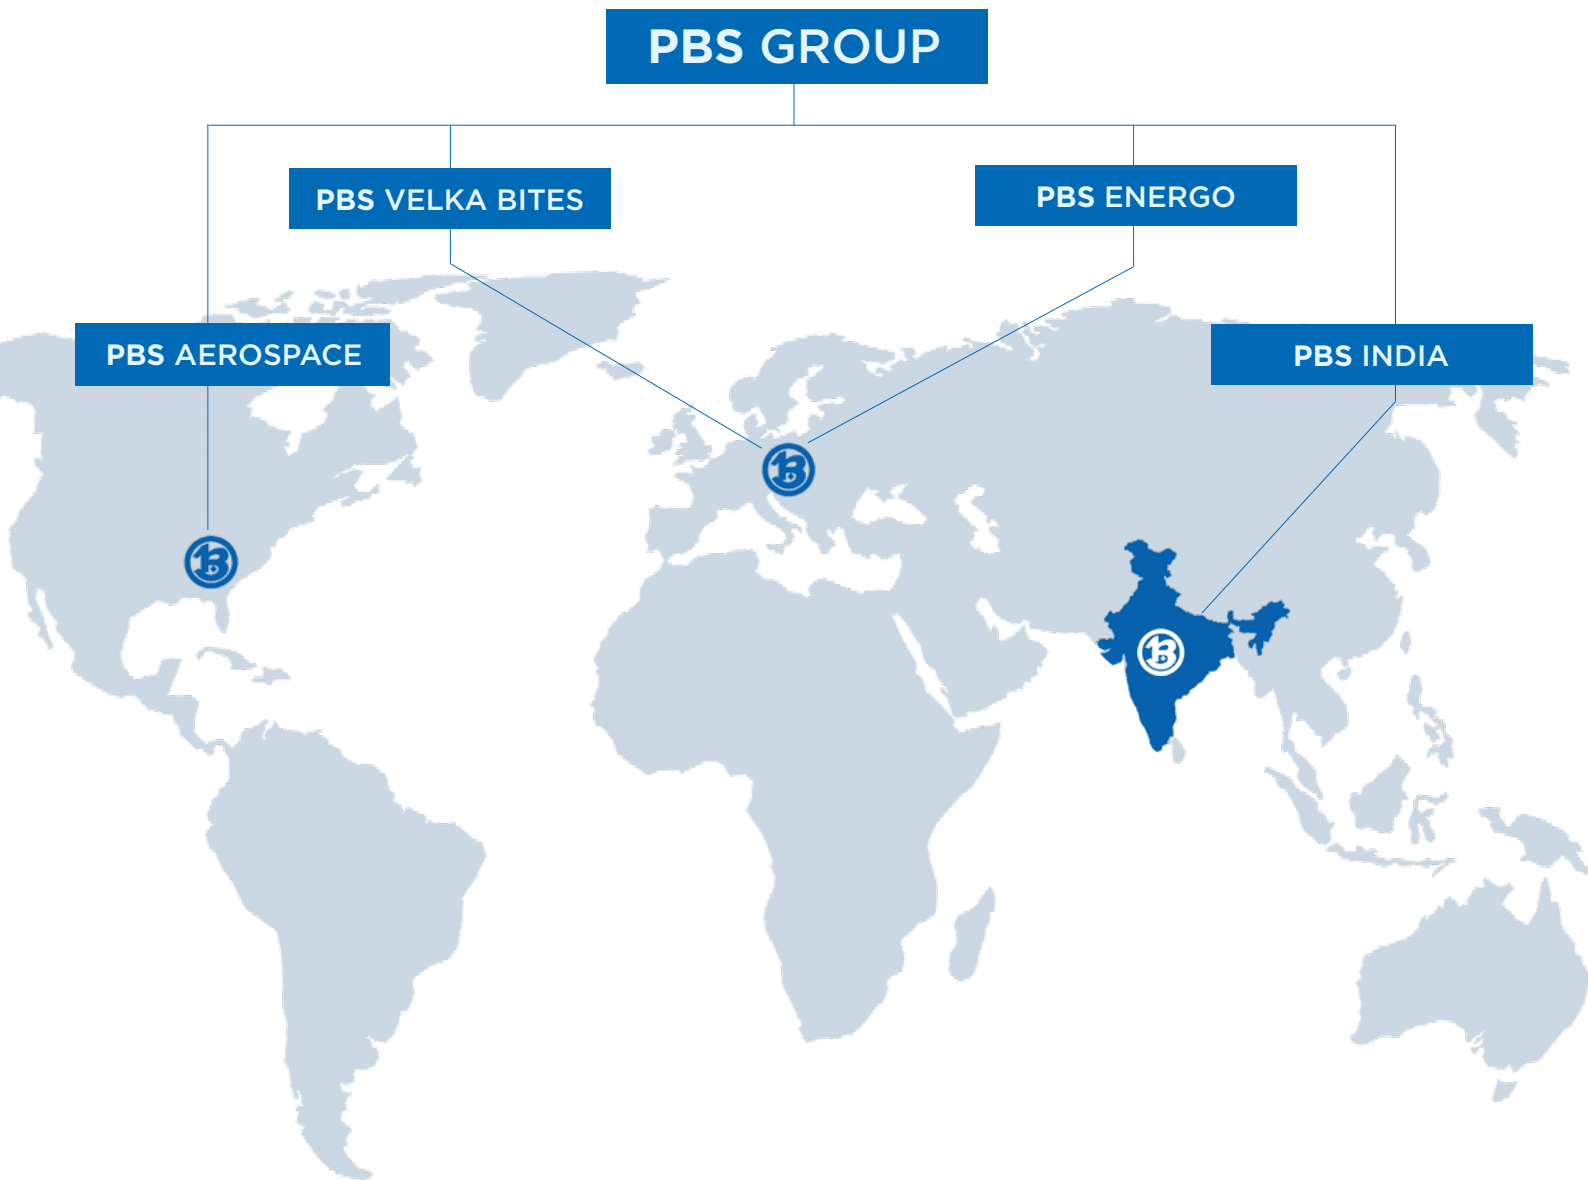 PBS GROUP
PBS VELKA BITES
PBS ENERGO
PBS AEROSPACE
PBS INDIA